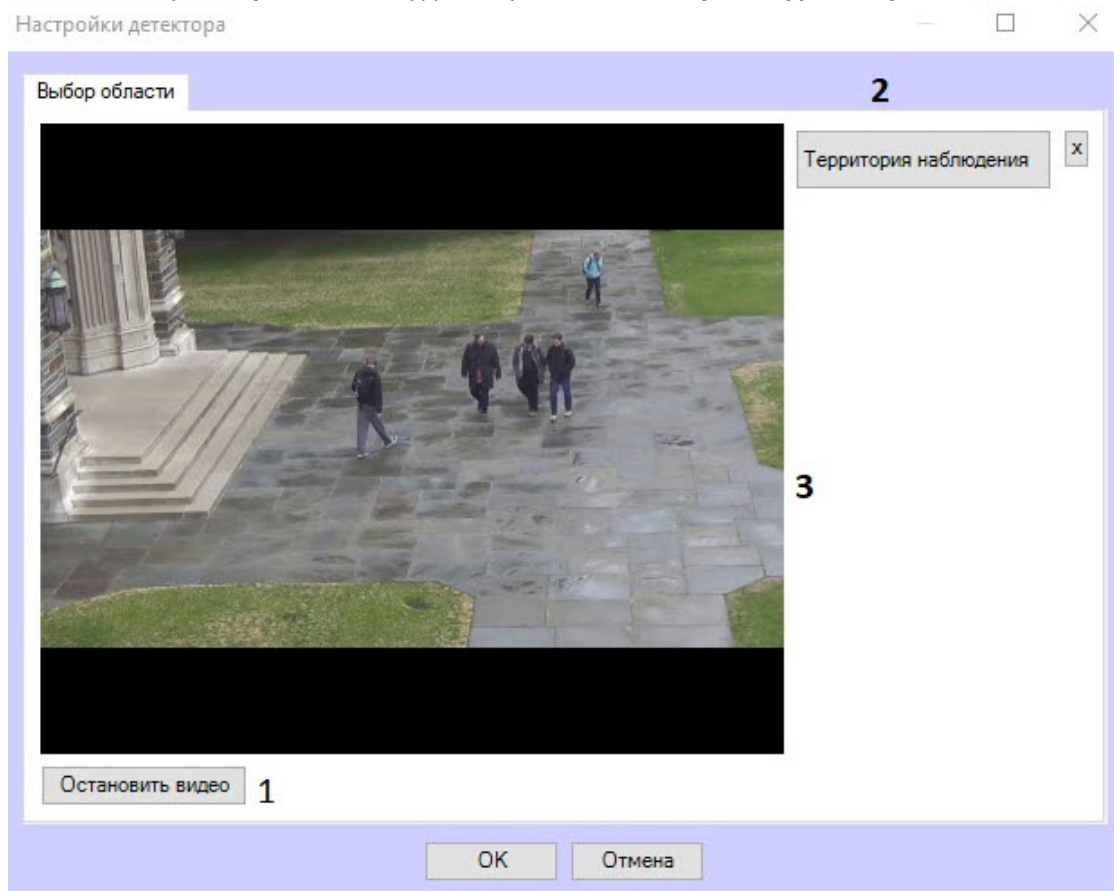 Настройки детектора
Выбор области
2
Территория наблюдения
x
3
Остановить видео
1
OK
Отмена